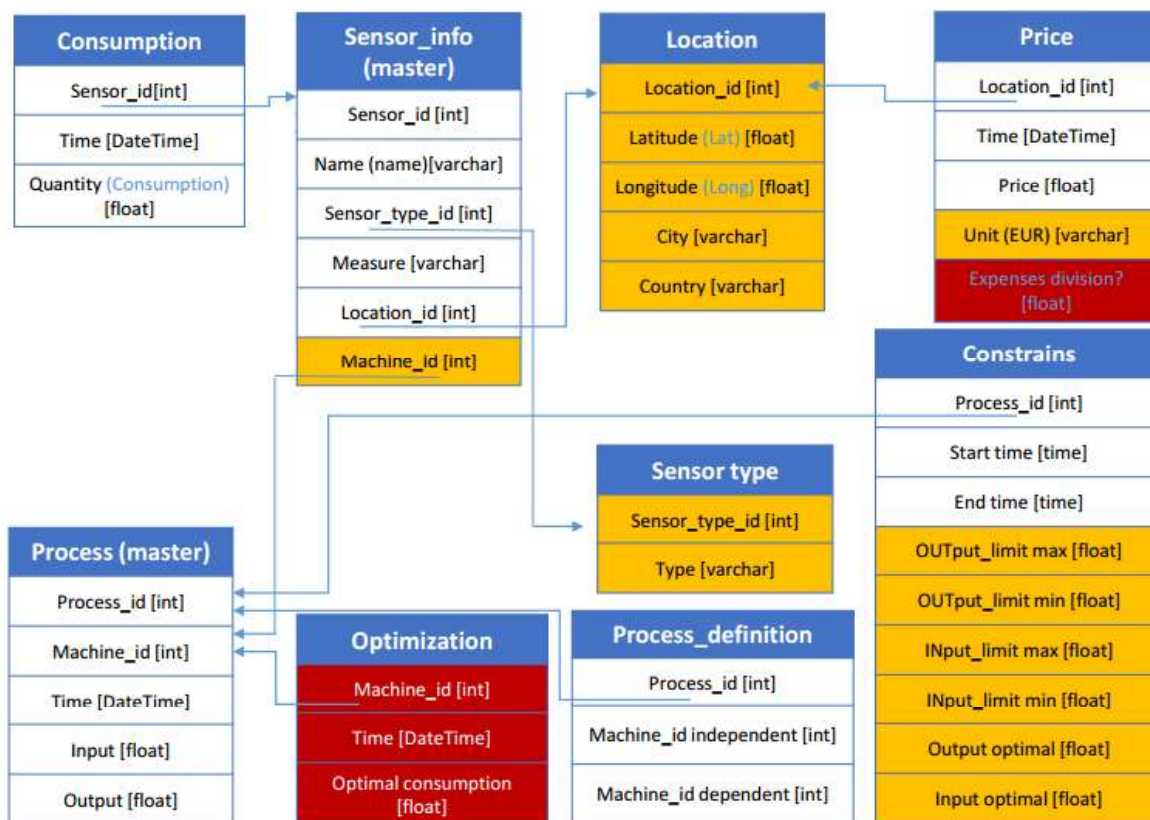 Consumption
Sensor_id[int]
Time [DateTime]
Quantity (Consumption)
[float]
Sensor_info
(master)
Sensor_id [int]
Name (name)[varchar]
Sensor_type_id [int]
Measure [varchar]
Location_id [int]
Machine_id [int]
Location
Location_id [int]
Latitude (Lat) [float]
Longitude (Long) [float]
City [varchar]
Country [varchar]
Price
Location_id [int]
Time [DateTime]
Price [float]
Unit (EUR) [varchar]
Expenses division?
[float]
Constrains
Process_id [int]
Start time [time]
End time [time]
OUTput_limit max [float]
OUTput_limit min [float]
INput_limit max [float]
INput_limit min [float]
Output optimal [float]
Input optimal [float]
Sensor type
Sensor_type_id [int]
Type [varchar]
Process (master)
Process_id [int]
Machine_id [int]
Time [DateTime]
Input [float]
Output [float]
Optimization
Machine_id [int]
Time [DateTime]
Optimal consumption
[float]
Process_definition
Process_id [int]
Machine_id independent [int]
Machine_id dependent [int]